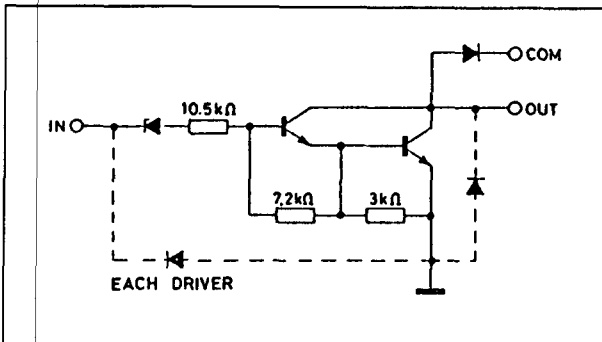 COM
10.5kΩ
IN
OUT
7.2kΩ
3kΩ
EACH DRIVER